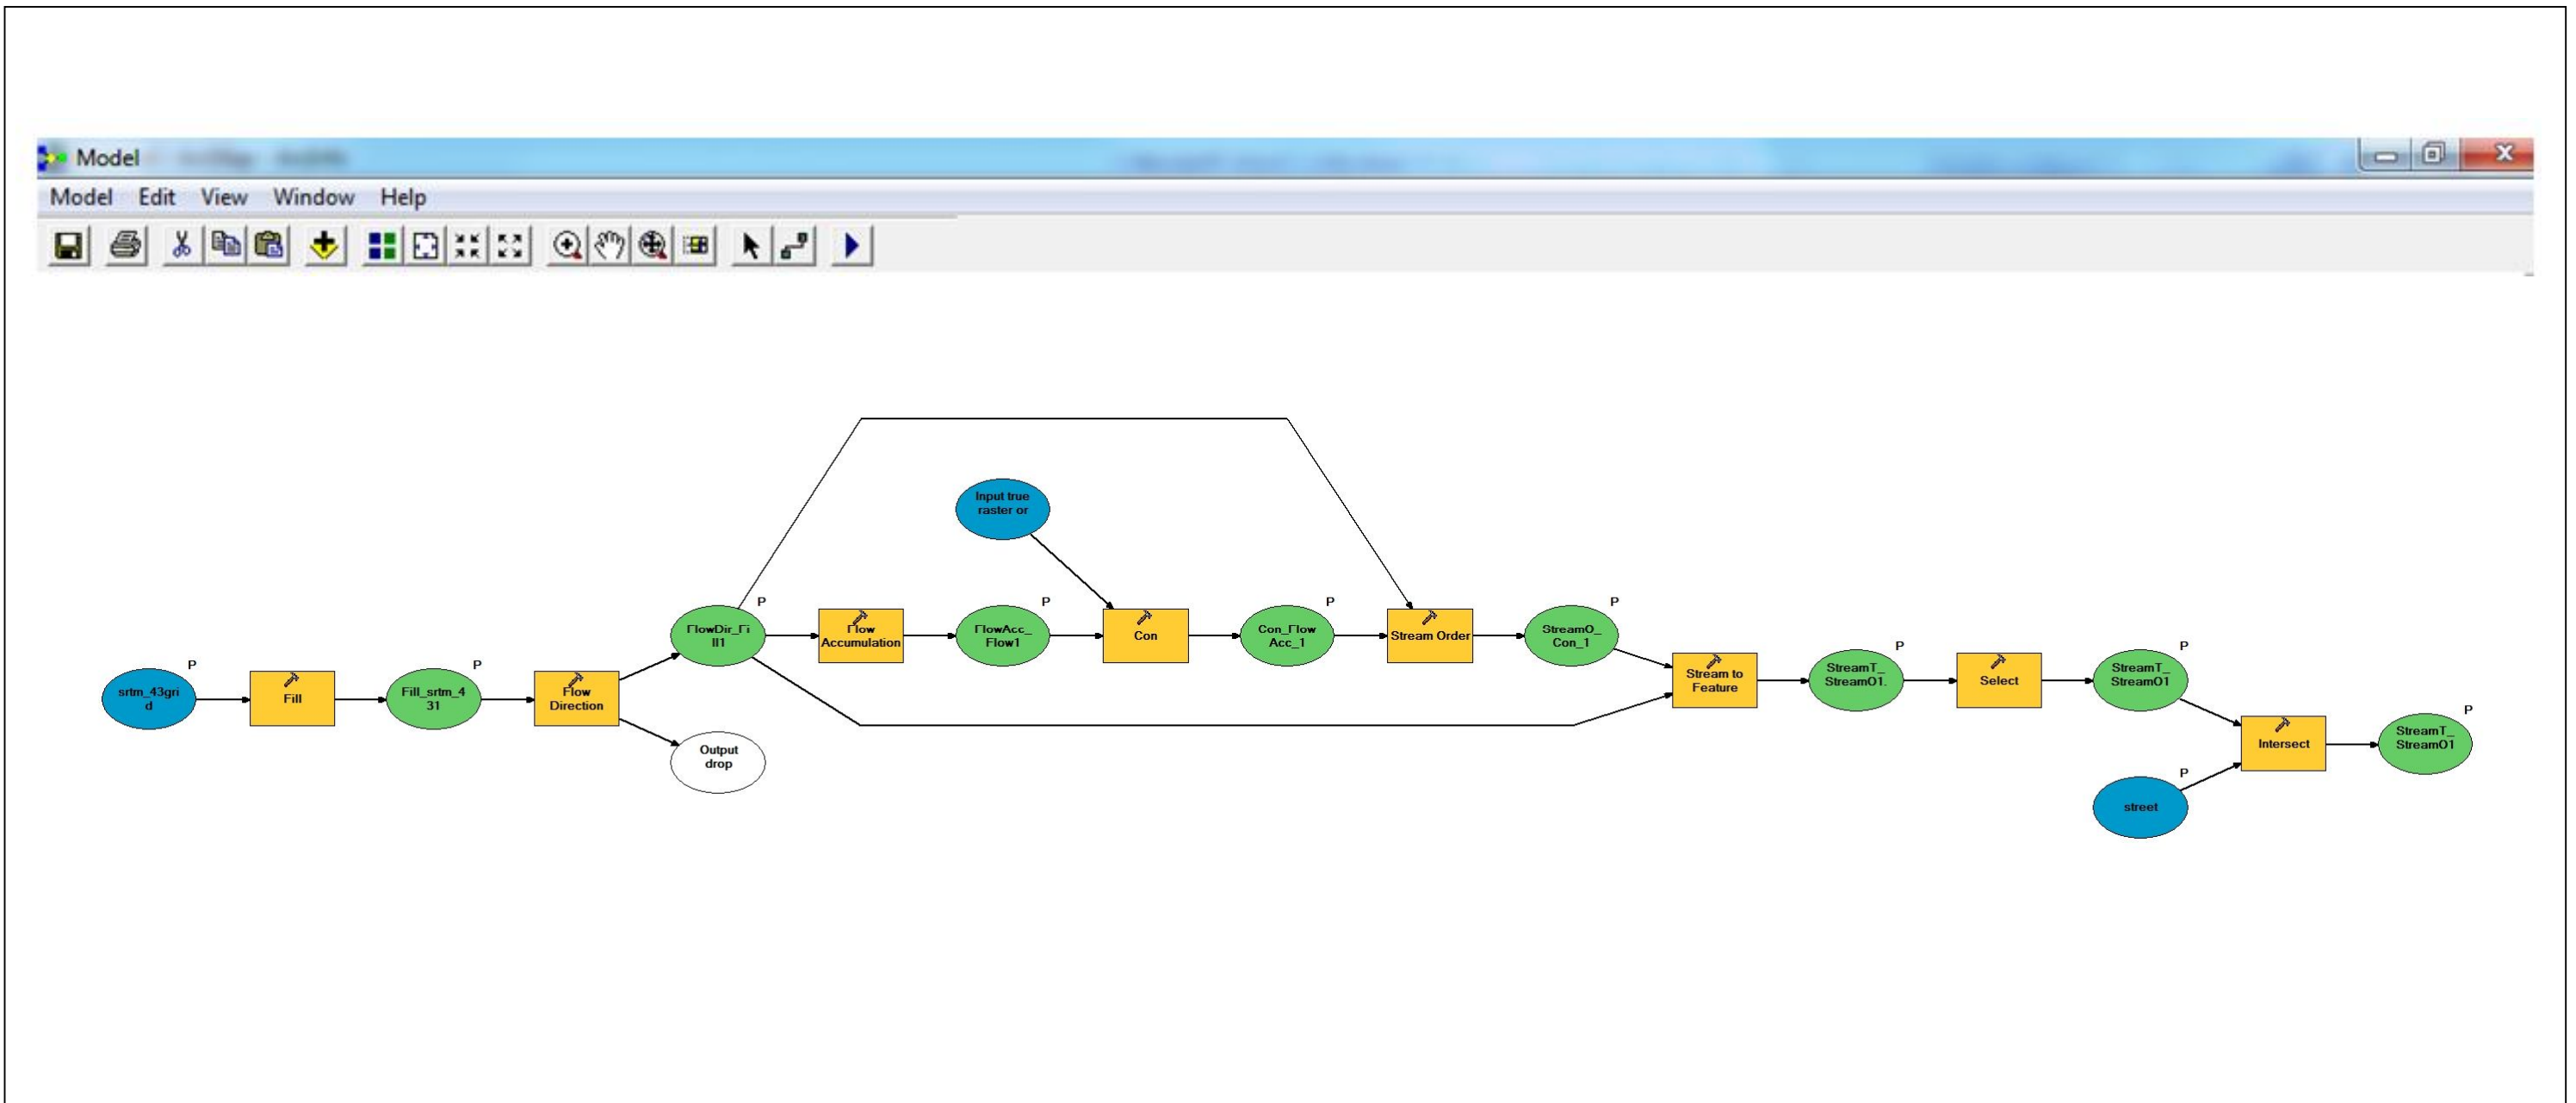 Model
Model Edit View Window Help
Input true
raster or
P
FlowDir_Fi
ll1
Flow
Accumulation
P
FlowAcc_
Flow1
Con
P
Con_Flow
Acc_1
Stream Order
P
StreamO_
Con_1
P
srtm_43gri
d
Fill
P
Fill_srtm_4
31
Flow
Direction
Output
drop
Stream to
Feature
P
StreamT_
StreamO1.
Select
P
StreamT_
StreamO1
P
street
Intersect
P
StreamT_
StreamO1